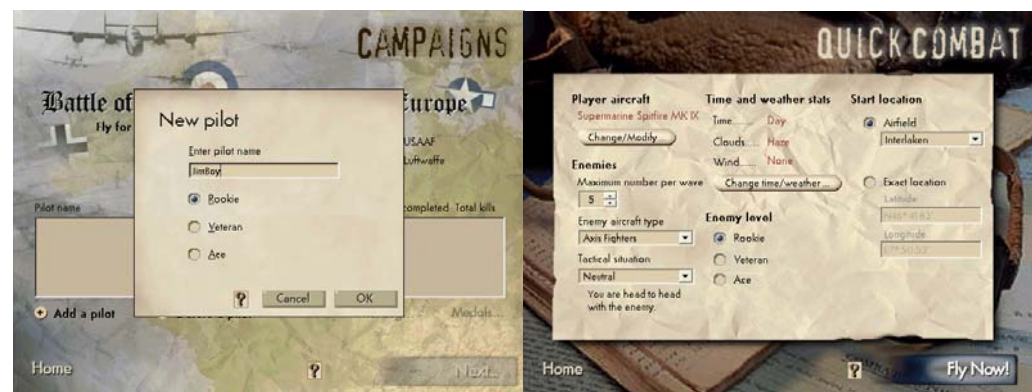 CAMPAIGNS
Battle of
Europe
Fly for
USAAF
Luftwaffe
New pilot
Enter pilot name
JimBoy
Rookie
Veteran
Ace
Pilot name
completed Total kills
? Cancel OK
Add a pilot
Medals...
Home
?
Next...
QUICK COMBAT
Player aircraft
Supermarine Spitfire MK IX
Change/Modify
Enemies
Maximum number per wave
5
Enemy aircraft type
Axis Fighters
Tactical situation
Neutral
You are head to head
with the enemy.
Time and weather stats
Time...... Day
Clouds..... Haze
Wind...... None
Change time/weather...
Enemy level
Rookie
Veteran
Ace
Start location
Airfield
Interlaken
Exact location
Latitude
Longitude
Home
?
Fly Now!